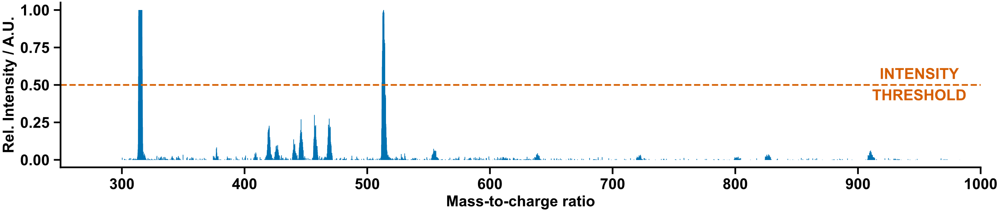 Rel. Intensity / A.U.
1.00
0.75
0.50
0.25
0.00
INTENSITY
THRESHOLD
300 400 500 600 700 800 900 1000
Mass-to-charge ratio